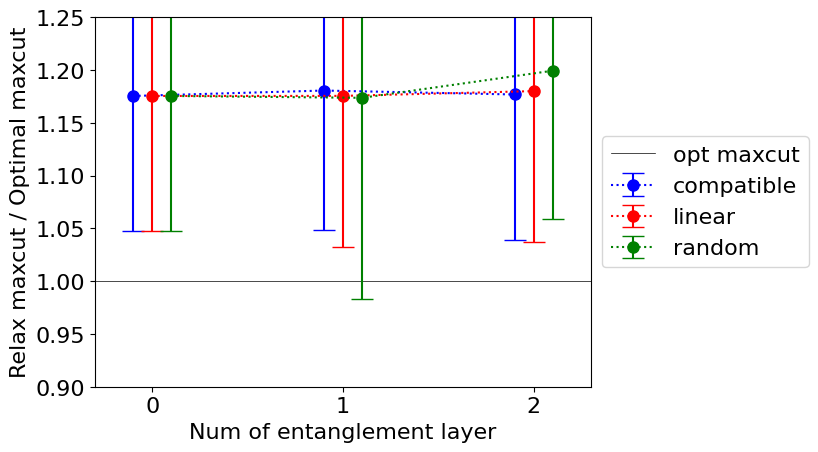 Relax maxcut / Optimal maxcut
1.25
1.20
1.15
1.10
1.05
1.00
0.95
0.90
0
1
2
Num of entanglement layer
opt maxcut
compatible
linear
random